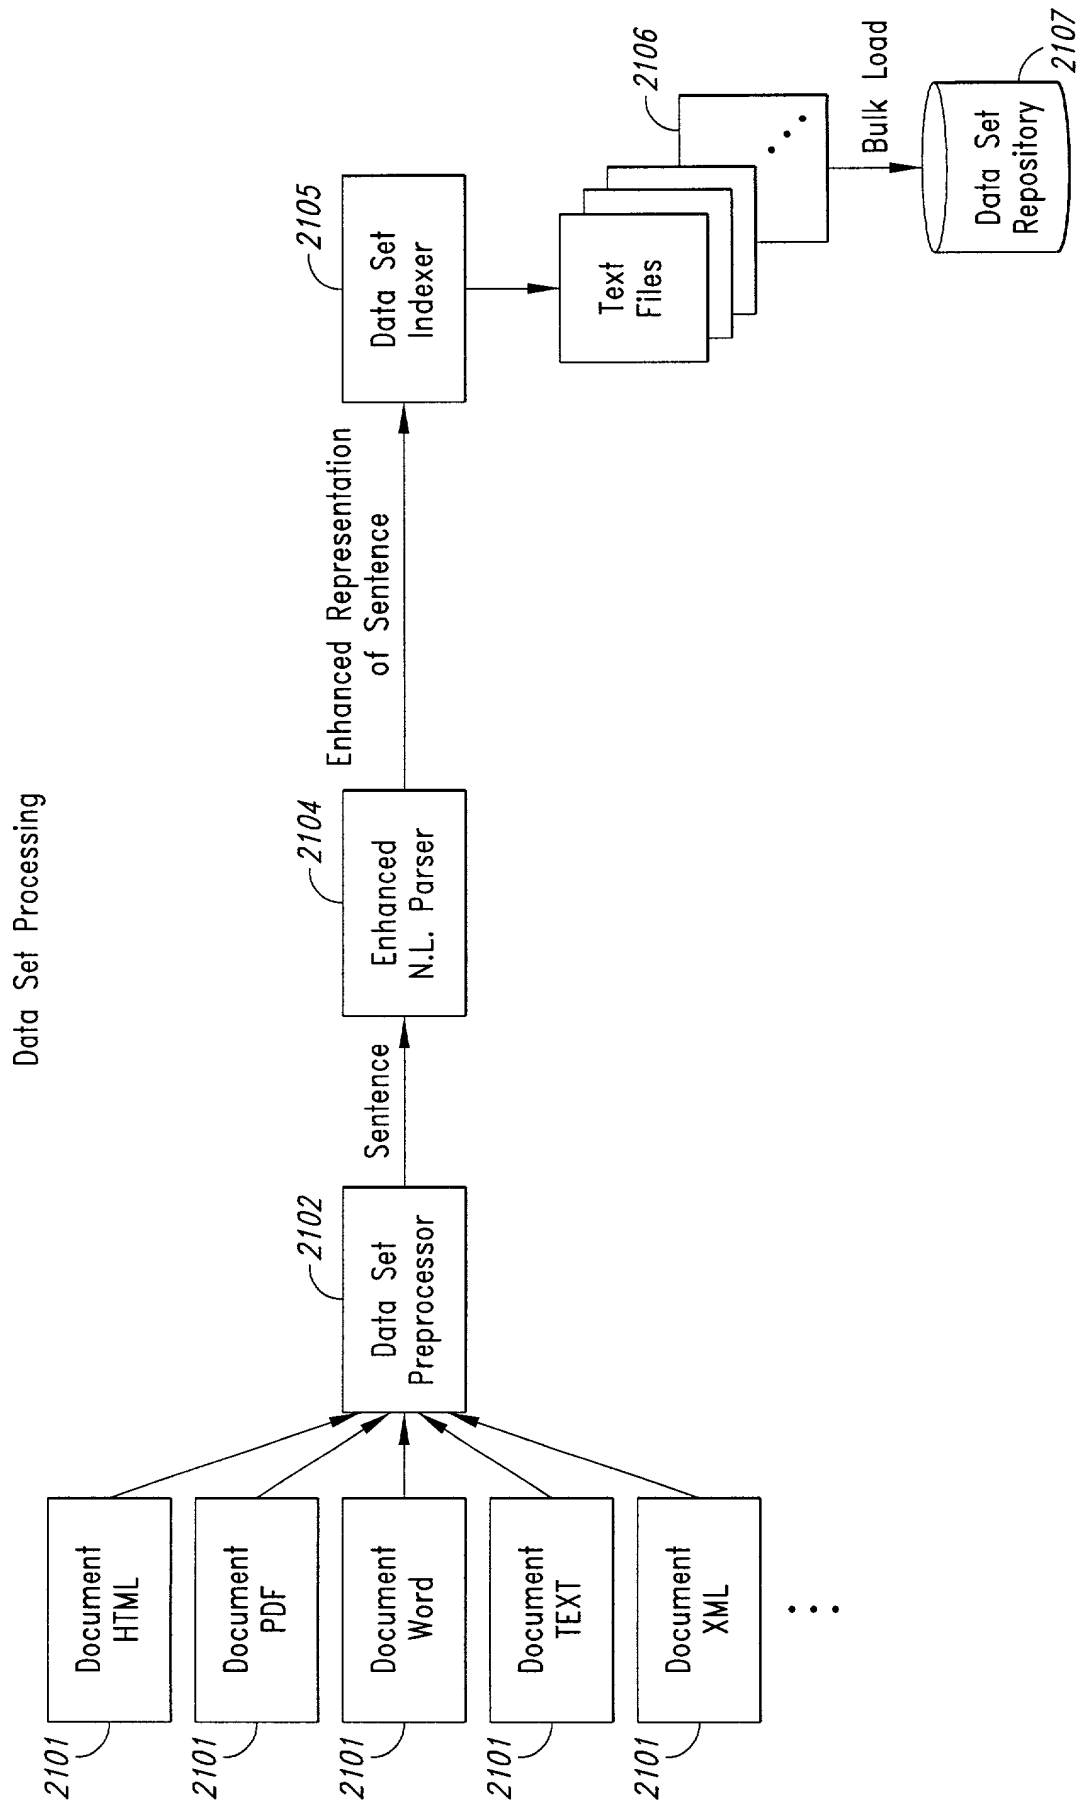 Data Set Processing
2101
Document
HTML
2101
Document
PDF
2101
Document
Word
2101
Document
TEXT
2101
Document
XML
2102
Data Set
Preprocessor
Sentence
2104
Enhanced
N.L. Parser
Enhanced Representation
of Sentence
2105
Data Set
Indexer
Text
Files
2106
Bulk Load
Data Set
Repository
2107